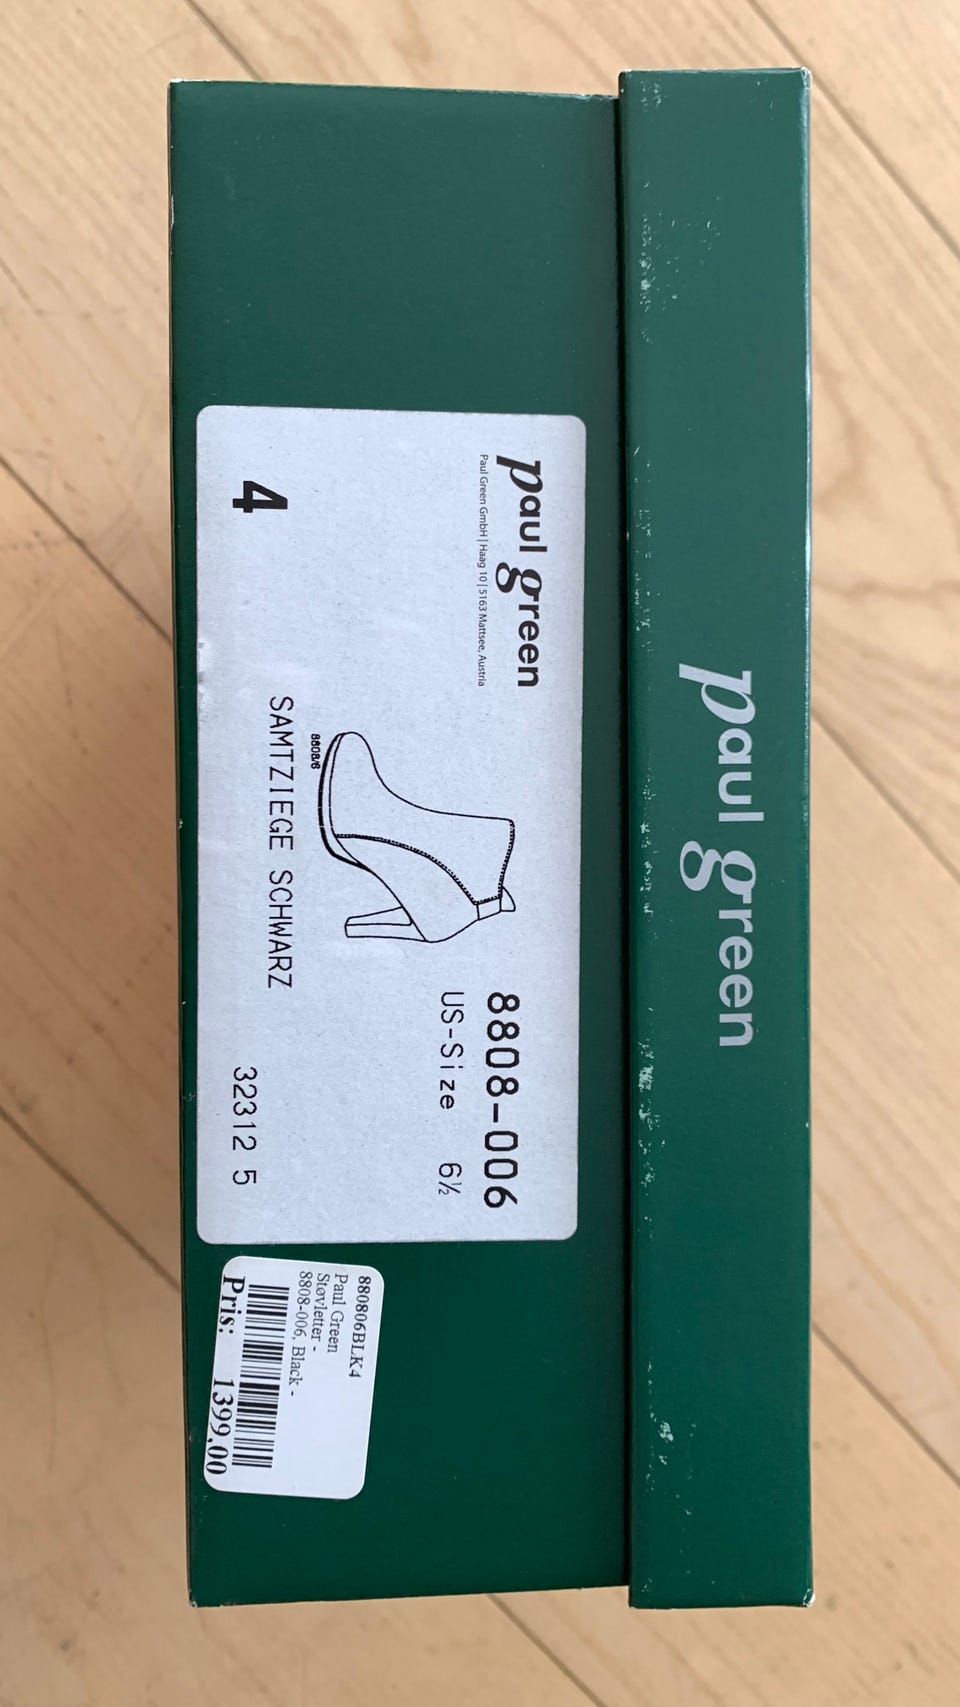 paul green
paul green
Paul Green GmbH | Haag 10 | 5163 Mattsee, Austria
8808-006
US-Size 6½
8808/6
SAMTZIEGE SCHWARZ
4
32312 5
880806BLK4
Paul Green
Støvletter -
8808-006, Black -
Pris: 1399,00